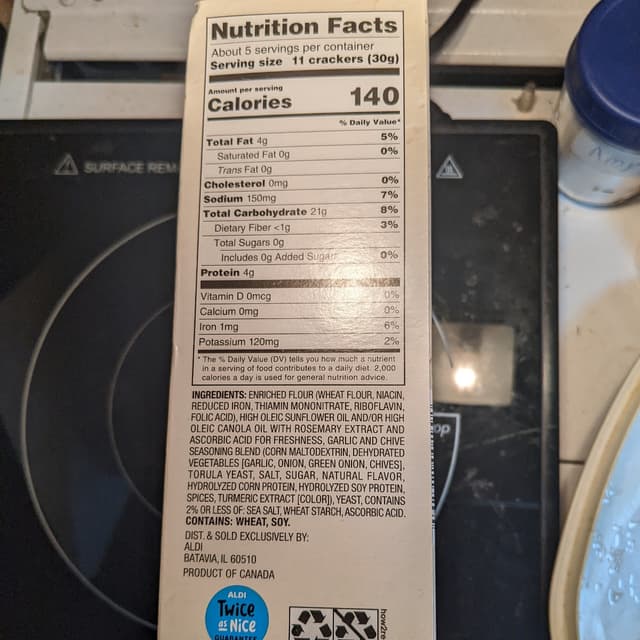 Nutrition Facts
About 5 servings per container
Serving size 11 crackers (30g)
Amount per serving
Calories 140
% Daily Value*
Total Fat 4g 5%
Saturated Fat 0g 0%
Trans Fat 0g
Cholesterol 0mg 0%
Sodium 150mg 7%
Total Carbohydrate 21g 8%
Dietary Fiber <1g 3%
Total Sugars 0g
Includes 0g Added Sugars 0%
Protein 4g
Vitamin D 0mcg 0%
Calcium 0mg 0%
Iron 1mg 6%
Potassium 120mg 2%
* The % Daily Value (DV) tells you how much a nutrient
in a serving of food contributes to a daily diet. 2,000
calories a day is used for general nutrition advice.
INGREDIENTS: ENRICHED FLOUR (WHEAT FLOUR, NIACIN,
REDUCED IRON, THIAMIN MONONITRATE, RIBOFLAVIN,
FOLIC ACID), HIGH OLEIC SUNFLOWER OIL AND/OR HIGH
OLEIC CANOLA OIL WITH ROSEMARY EXTRACT AND
ASCORBIC ACID FOR FRESHNESS, GARLIC AND CHIVE
SEASONING BLEND (CORN MALTODEXTRIN, DEHYDRATED
VEGETABLES [GARLIC, ONION, GREEN ONION, CHIVES],
TORULA YEAST, SALT, SUGAR, NATURAL FLAVOR,
HYDROLYZED CORN PROTEIN, HYDROLYZED SOY PROTEIN,
SPICES, TURMERIC EXTRACT [COLOR]), YEAST, CONTAINS
2% OR LESS OF: SEA SALT, WHEAT STARCH, ASCORBIC ACID.
CONTAINS: WHEAT, SOY.
DIST. & SOLD EXCLUSIVELY BY:
ALDI
BATAVIA, IL 60510
PRODUCT OF CANADA
ALDI
Twice
as Nice
GUARANTEE
how2re
SURFACE REM
op